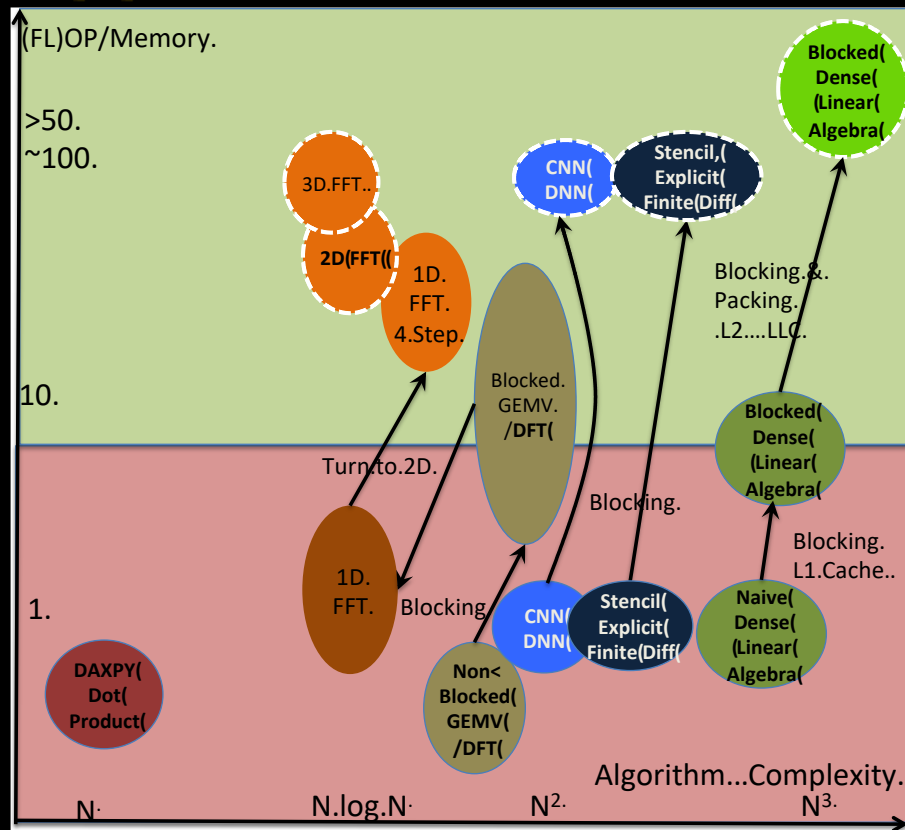 (FL)OP/Memory.
>50.
~100.
10.
1.
Blocked(
Dense(
(Linear(
Algebra(
CNN(
DNN(
Stencil,(
Explicit(
Finite(Diff(
3D.FFT..
2D(FFT((
1D.
FFT.
4.Step.
Blocking.&.
Packing.
.L2....LLC.
Blocked.
GEMV.
/DFT(
Blocked(
Dense(
(Linear(
Algebra(
Turn.to.2D.
Blocking.
1D.
FFT.
Blocking
Blocking.
L1.Cache..
CNN(
DNN(
Stencil(
Explicit(
Finite(Diff(
Naive(
Dense(
(Linear(
Algebra(
DAXPY(
Dot(
Product(
Non<
Blocked(
GEMV(
/DFT(
Algorithm...Complexity.
N.
N.log.N.
N2.
N3.